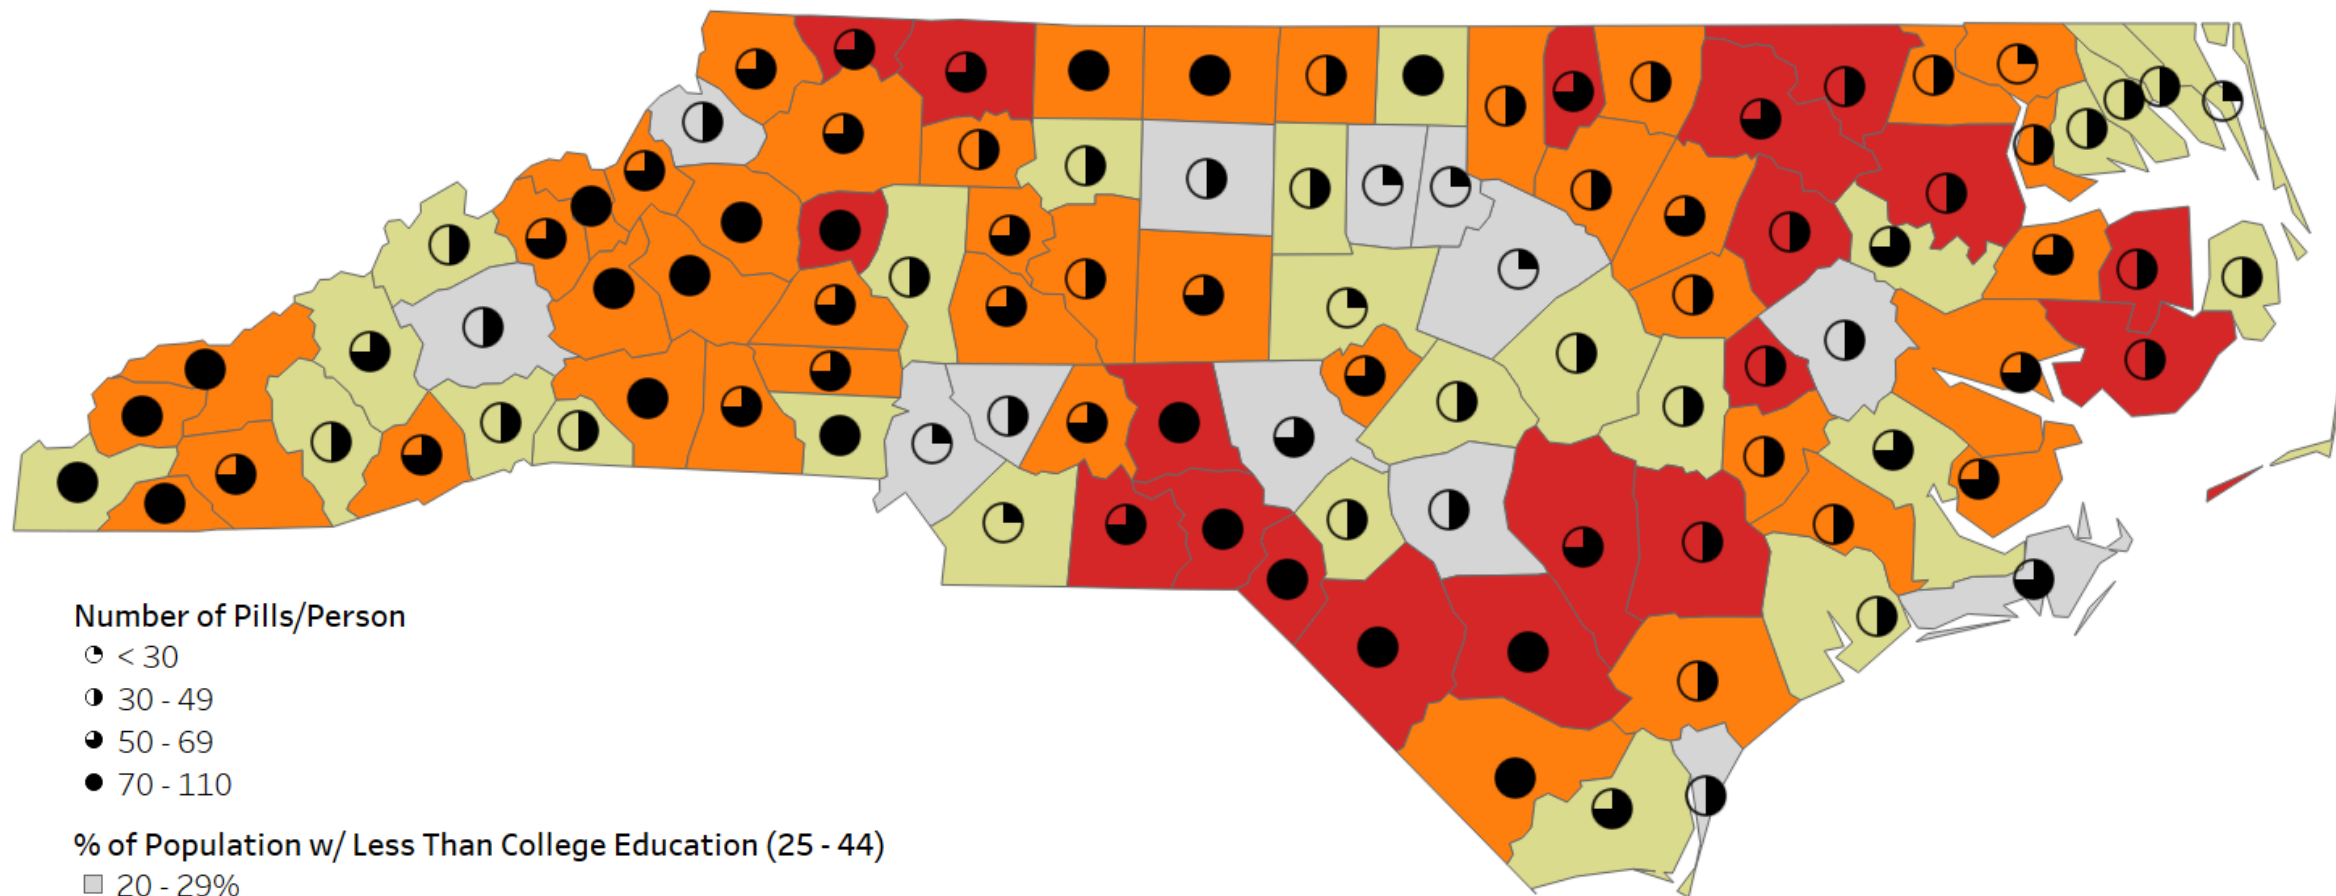 Number of Pills/Person
< 30
30 - 49
50 - 69
70 - 110
% of Population w/ Less Than College Education (25 - 44)
20 - 29%